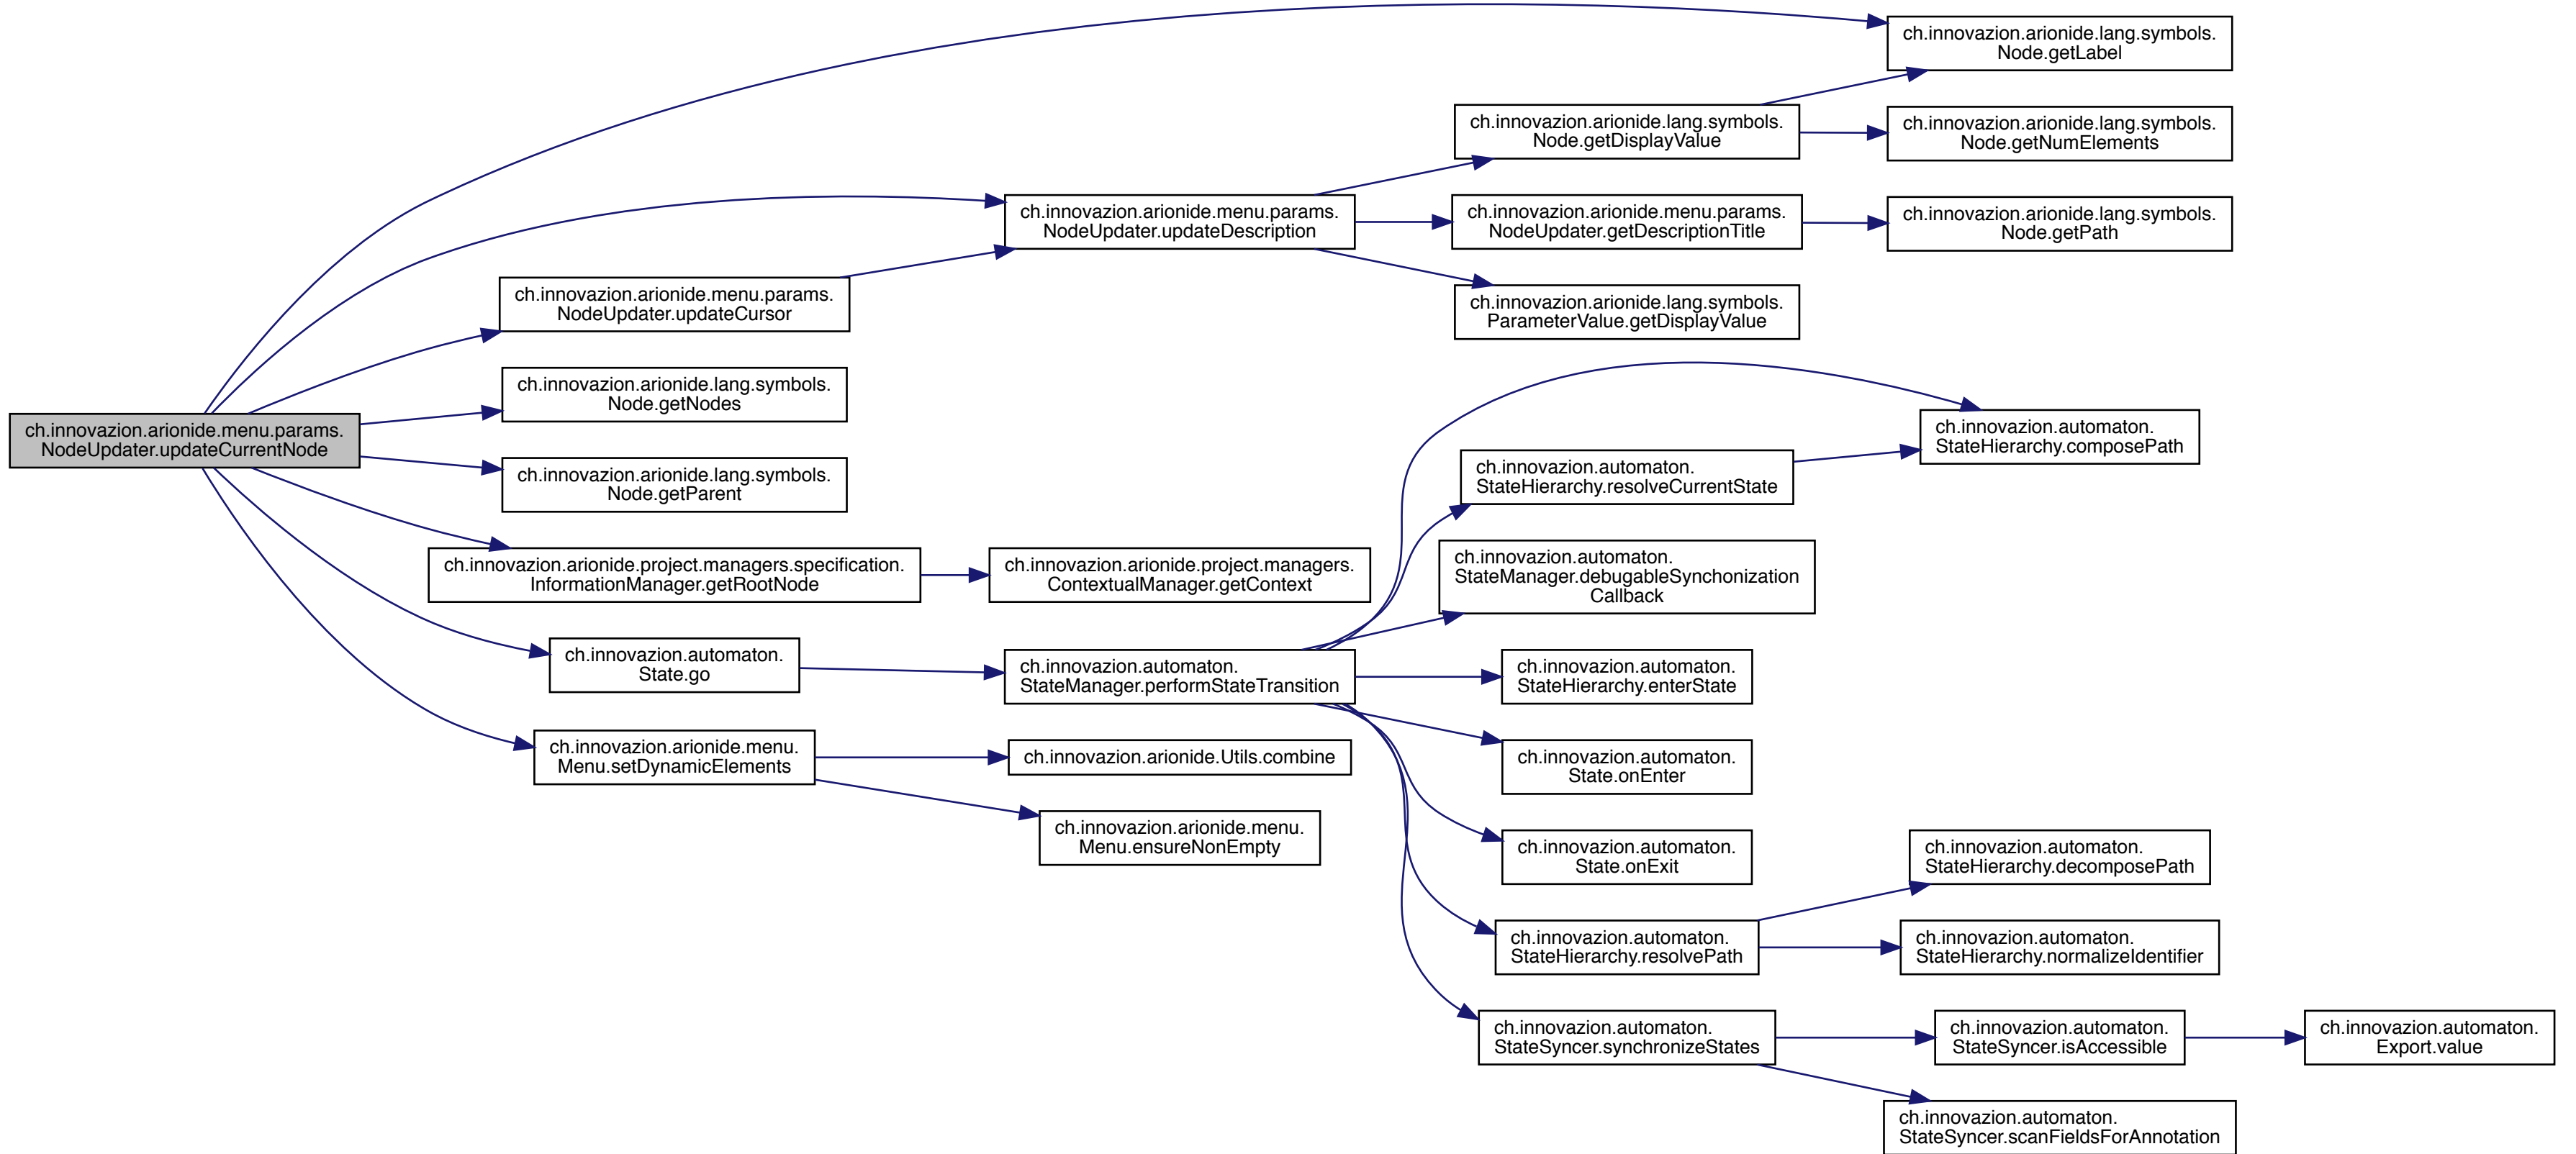 ch.innovazion.arionide.menu.params.
NodeUpdater.updateCurrentNode
ch.innovazion.arionide.lang.symbols.
Node.getLabel
ch.innovazion.arionide.menu.params.
NodeUpdater.updateDescription
ch.innovazion.arionide.lang.symbols.
Node.getDisplayValue
ch.innovazion.arionide.lang.symbols.
Node.getNumElements
ch.innovazion.arionide.menu.params.
NodeUpdater.getDescriptionTitle
ch.innovazion.arionide.lang.symbols.
Node.getPath
ch.innovazion.arionide.lang.symbols.
ParameterValue.getDisplayValue
ch.innovazion.arionide.menu.params.
NodeUpdater.updateCursor
ch.innovazion.arionide.lang.symbols.
Node.getNodes
ch.innovazion.arionide.lang.symbols.
Node.getParent
ch.innovazion.arionide.project.managers.specification.
InformationManager.getRootNode
ch.innovazion.arionide.project.managers.
ContextualManager.getContext
ch.innovazion.automaton.
State.go
ch.innovazion.automaton.
StateManager.performStateTransition
ch.innovazion.automaton.
StateHierarchy.composePath
ch.innovazion.automaton.
StateHierarchy.resolveCurrentState
ch.innovazion.automaton.
StateManager.debugableSynchonization
Callback
ch.innovazion.automaton.
StateHierarchy.enterState
ch.innovazion.automaton.
State.onEnter
ch.innovazion.automaton.
State.onExit
ch.innovazion.automaton.
StateHierarchy.resolvePath
ch.innovazion.automaton.
StateHierarchy.decomposePath
ch.innovazion.automaton.
StateHierarchy.normalizeIdentifier
ch.innovazion.automaton.
StateSyncer.synchronizeStates
ch.innovazion.automaton.
StateSyncer.isAccessible
ch.innovazion.automaton.
Export.value
ch.innovazion.automaton.
StateSyncer.scanFieldsForAnnotation
ch.innovazion.arionide.menu.
Menu.setDynamicElements
ch.innovazion.arionide.Utils.combine
ch.innovazion.arionide.menu.
Menu.ensureNonEmpty